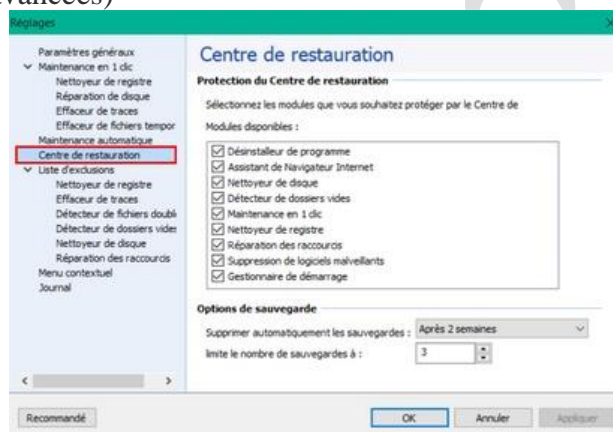 avancées)
Réglages
Paramètres généraux
Maintenance en 1 clic
Nettoyeur de registre
Réparation de disque
Effaceur de traces
Effaceur de fichiers tempor
Maintenance automatique
Centre de restauration
Liste d'exclusions
Nettoyeur de registre
Effaceur de traces
Détecteur de fichiers doubl
Détecteur de dossiers vides
Nettoyeur de disque
Réparation des raccourcis
Menu contextuel
Journal
Centre de restauration
Protection du Centre de restauration
Sélectionnez les modules que vous souhaitez protéger par le Centre de
Modules disponibles :
Désinstalleur de programme
Assistant de Navigateur Internet
Nettoyeur de disque
Détecteur de dossiers vides
Maintenance en 1 clic
Nettoyeur de registre
Réparation des raccourcis
Suppression de logiciels malveillants
Gestionnaire de démarrage
Options de sauvegarde
Supprimer automatiquement les sauvegardes : Après 2 semaines
limite le nombre de sauvegardes à : 3
Recommandé OK Annuler Appliquer